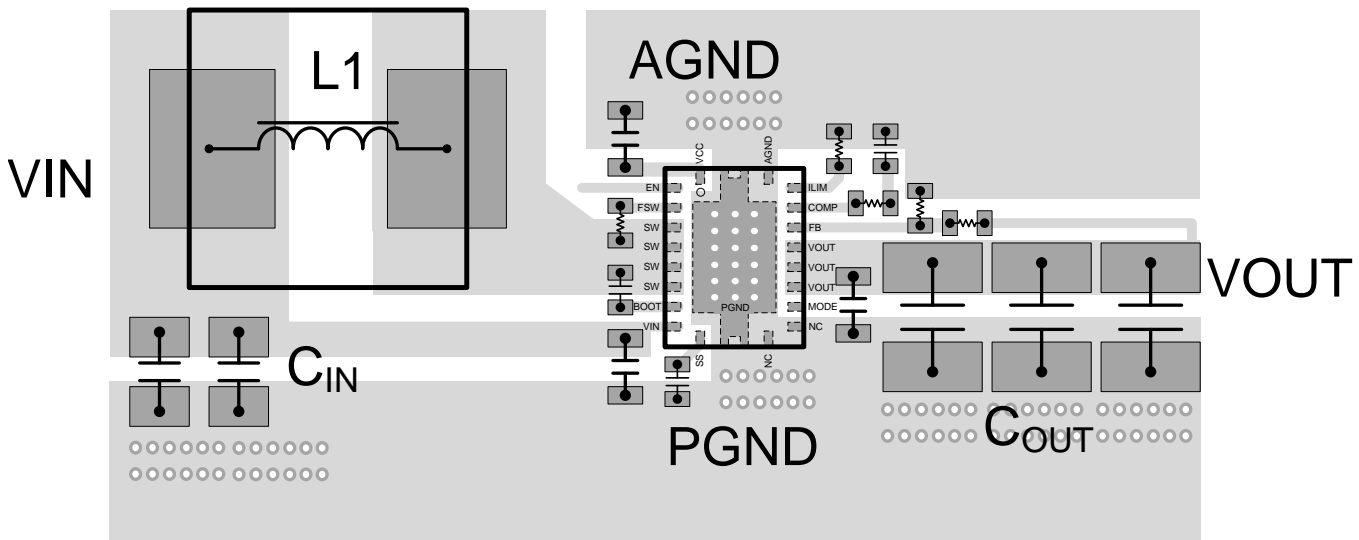 L1
AGND
VIN
VCC
AGND
EN
FSW
SW
SW
SW
SW
BOOT
VIN
ILIM
COMP
FB
VOUT
VOUT
VOUT
MODE
NC
PGND
SS
NC
VOUT
CIN
COUT
PGND